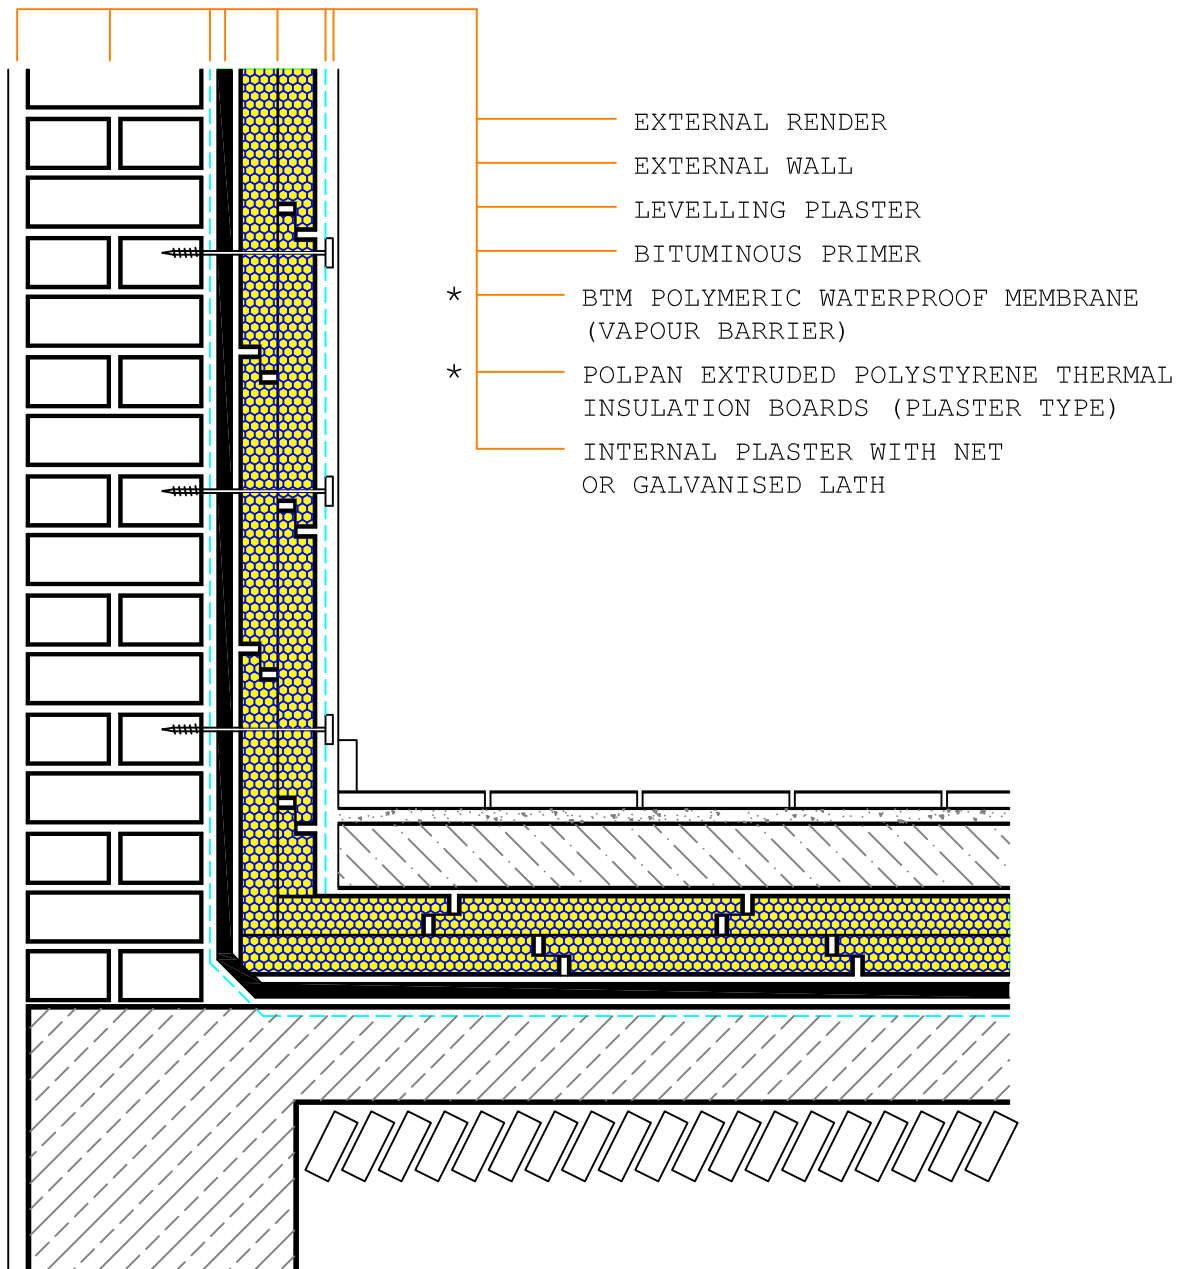 EXTERNAL RENDER
EXTERNAL WALL
LEVELLING PLASTER
BITUMINOUS PRIMER
* BTM POLYMERIC WATERPROOF MEMBRANE
(VAPOUR BARRIER)
* POLPAN EXTRUDED POLYSTYRENE THERMAL
INSULATION BOARDS (PLASTER TYPE)
INTERNAL PLASTER WITH NET
OR GALVANISED LATH